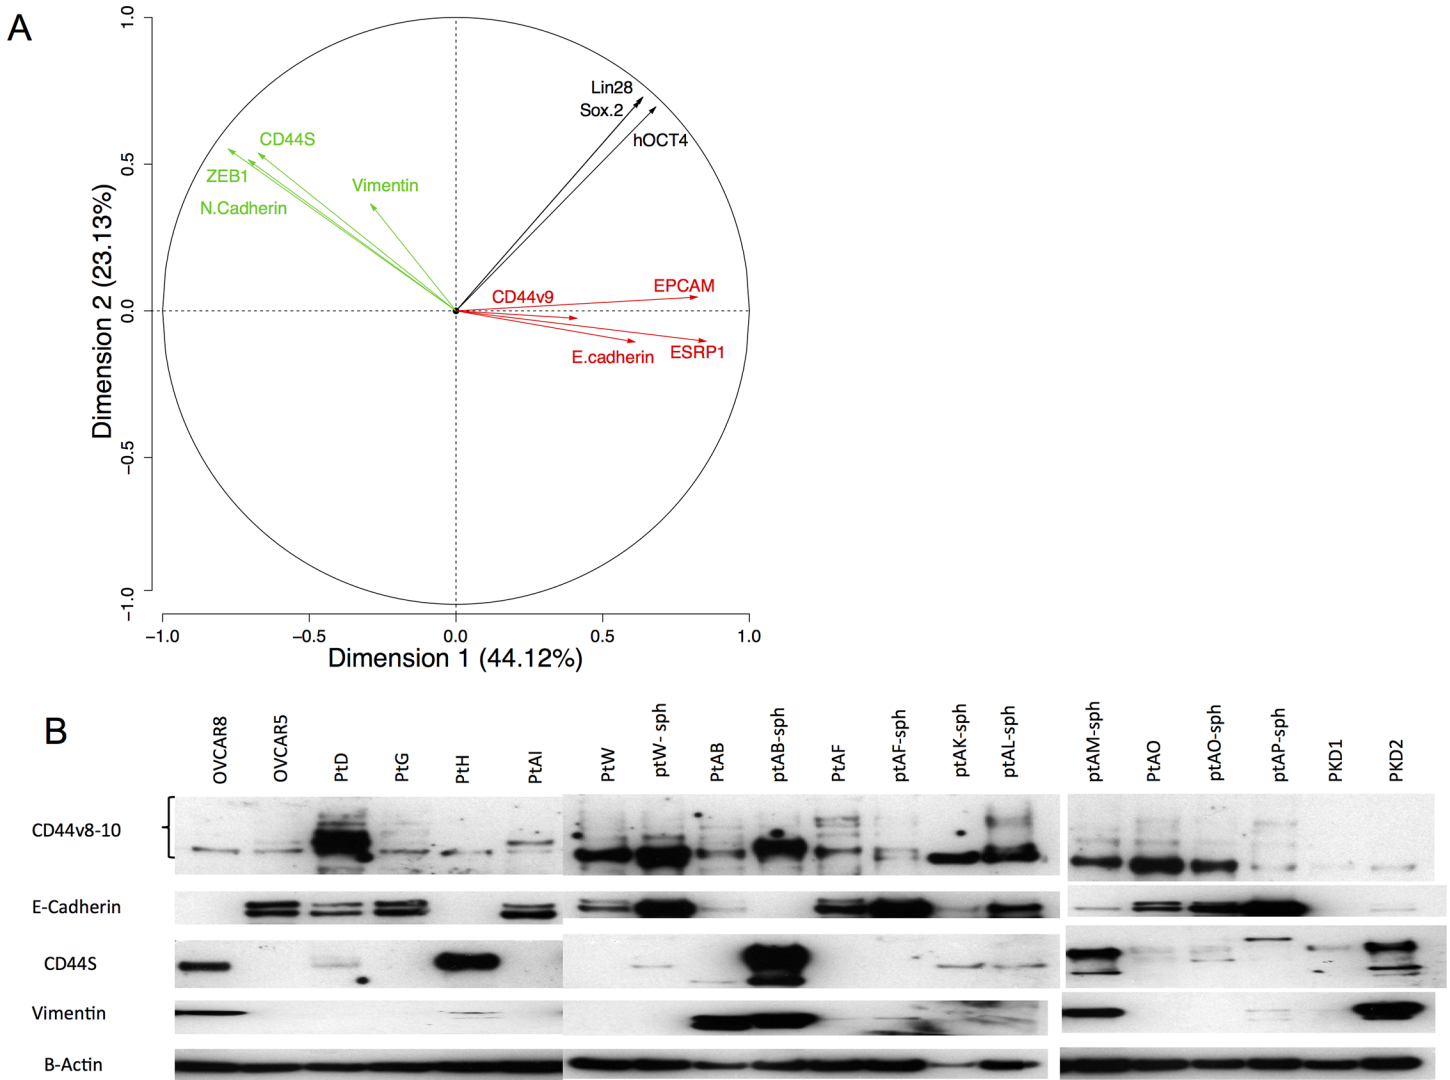 A
1.0
0.5
0.0
−0.5
−1.0
Dimension 2 (23.13%)
Lin28
Sox.2
hOCT4
CD44S
ZEB1
Vimentin
N.Cadherin
EPCAM
CD44v9
E.cadherin
ESRP1
−1.0 −0.5 0.0 0.5 1.0
Dimension 1 (44.12%)
B
OVCAR8 OVCAR5 PtD PtG PtH PtAI PtW ptW- sph PtAB ptAB-sph PtAF ptAF-sph ptAK-sph ptAL-sph ptAM-sph PtAO ptAO-sph ptAP-sph PKD1 PKD2
CD44v8-10
E-Cadherin
CD44S
Vimentin
B-Actin